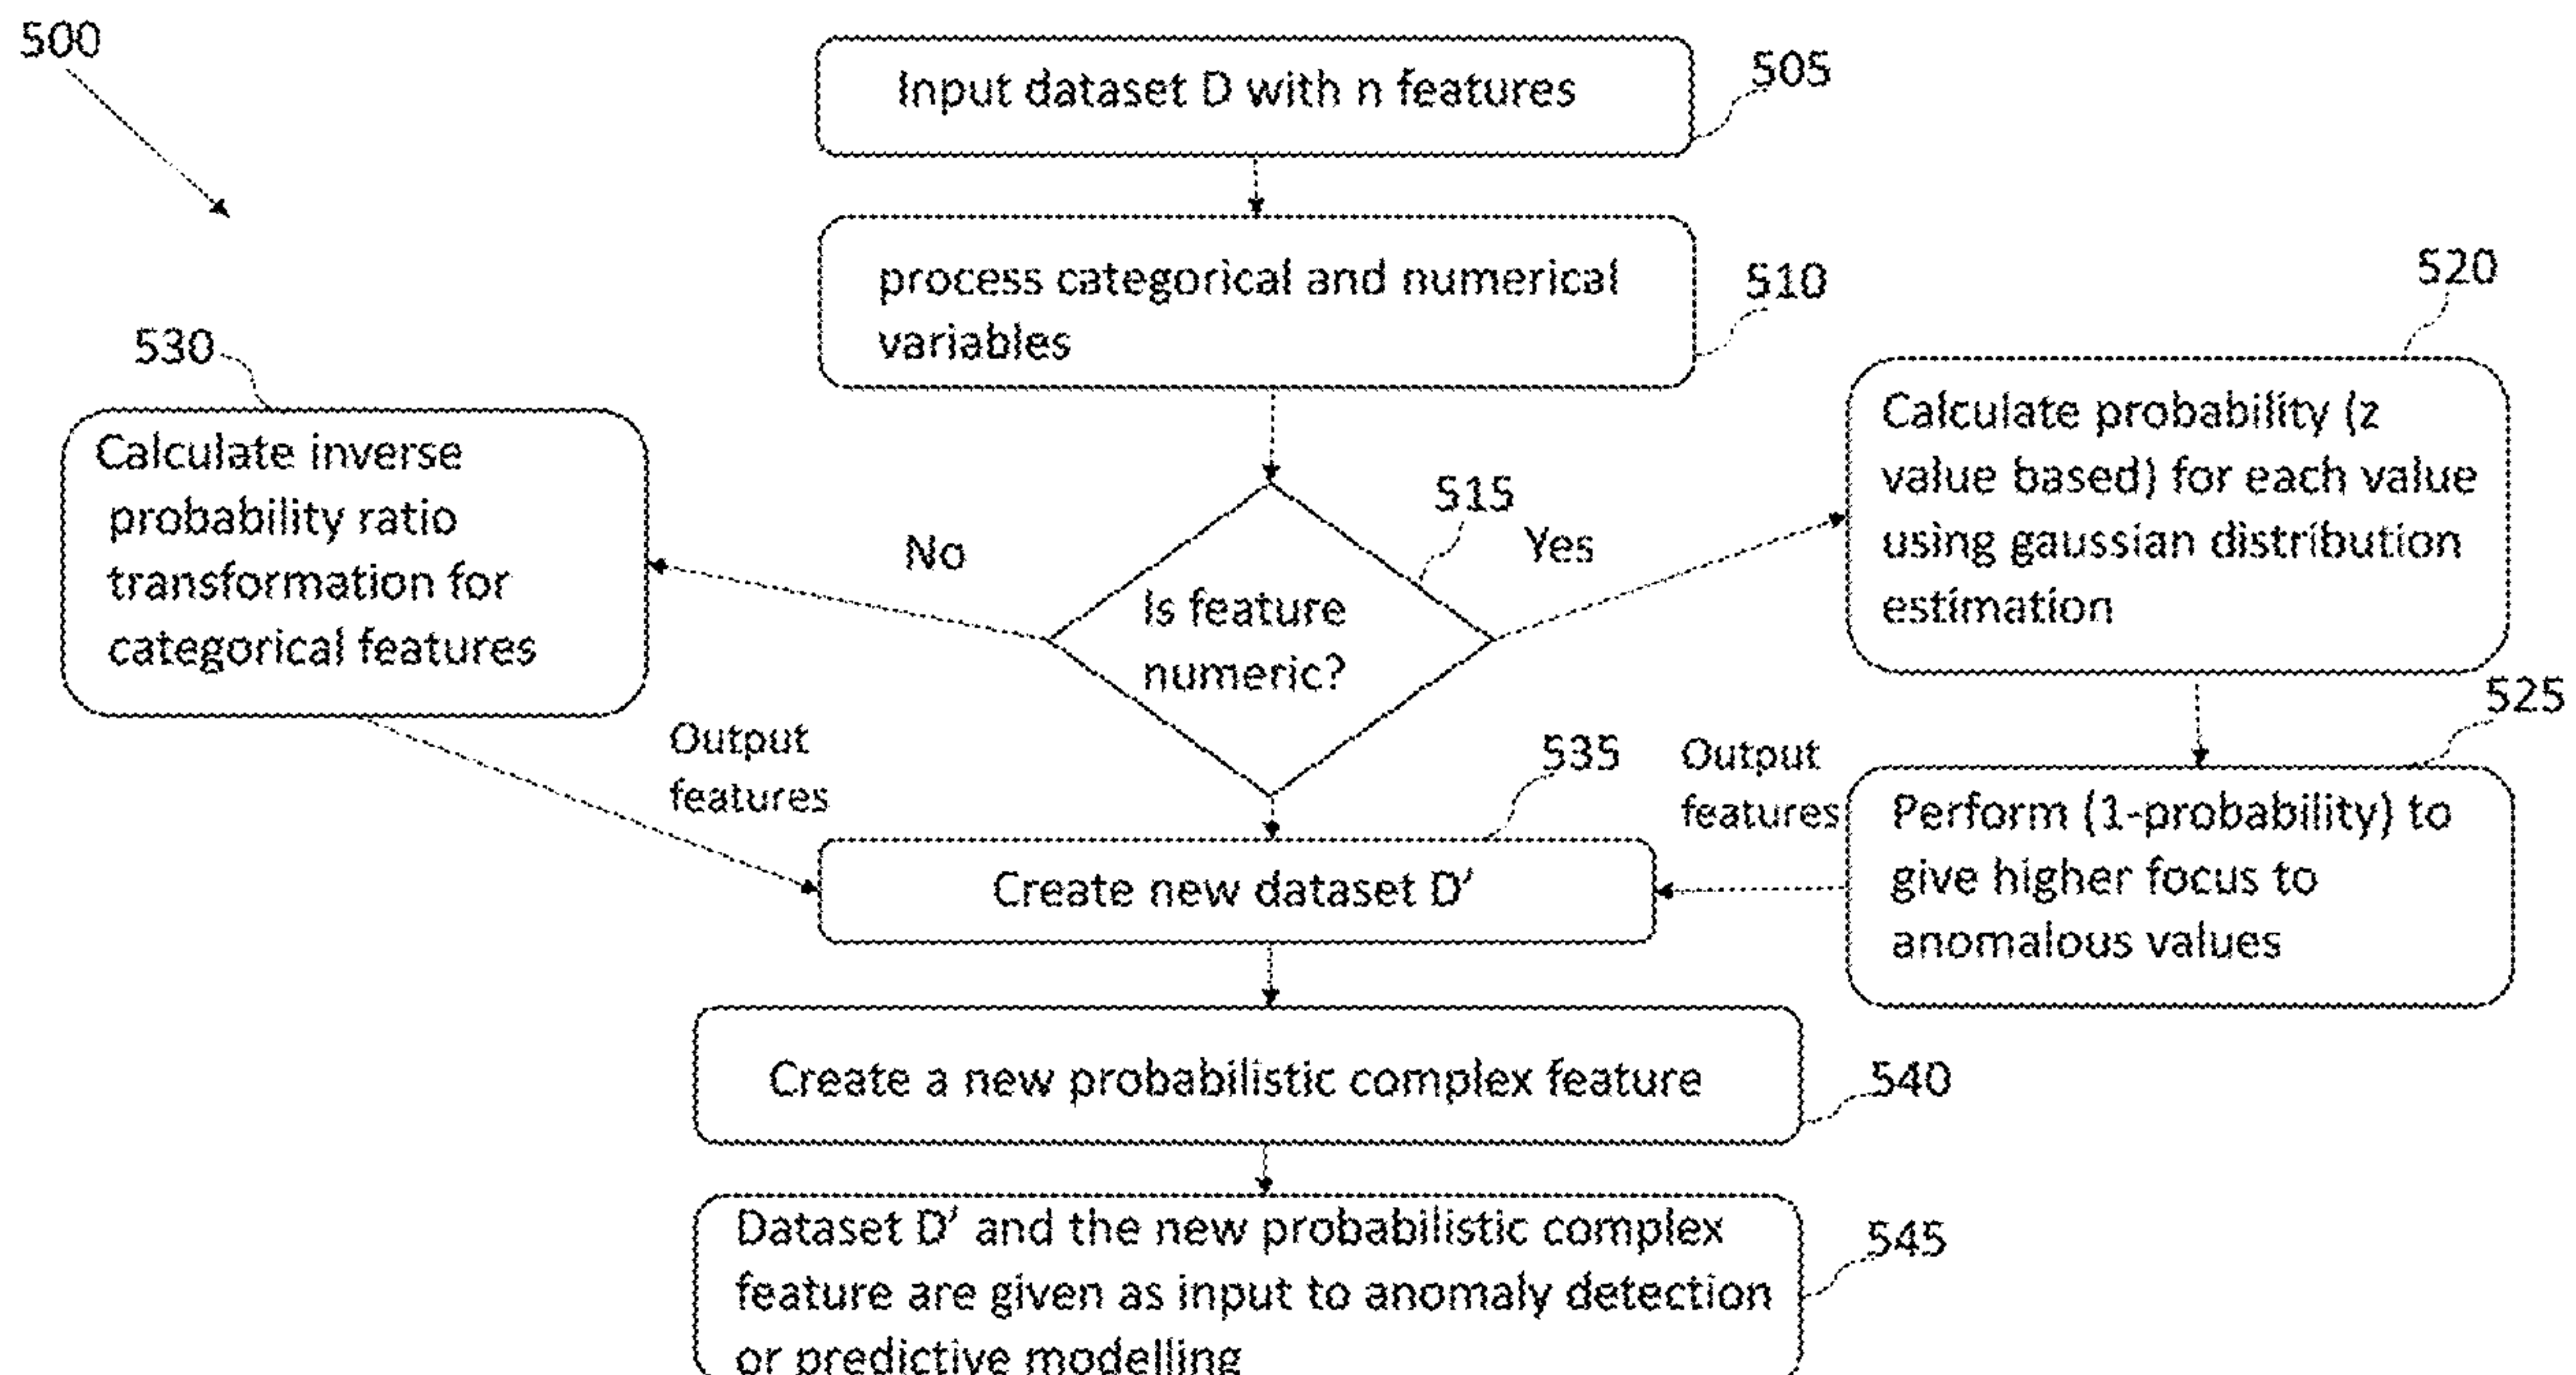 500
Input dataset D with n features
505
process categorical and numerical
variables
510
520
530
Calculate inverse
probability ratio
transformation for
categorical features
Calculate probability (z
value based) for each value
using gaussian distribution
estimation
515
No
Yes
Is feature
numeric?
525
Output
features
535
Output
features
Perform (1-probability) to
give higher focus to
anomalous values
Create new dataset D'
Create a new probabilistic complex feature
540
Dataset D' and the new probabilistic complex
feature are given as input to anomaly detection
or predictive modelling
545